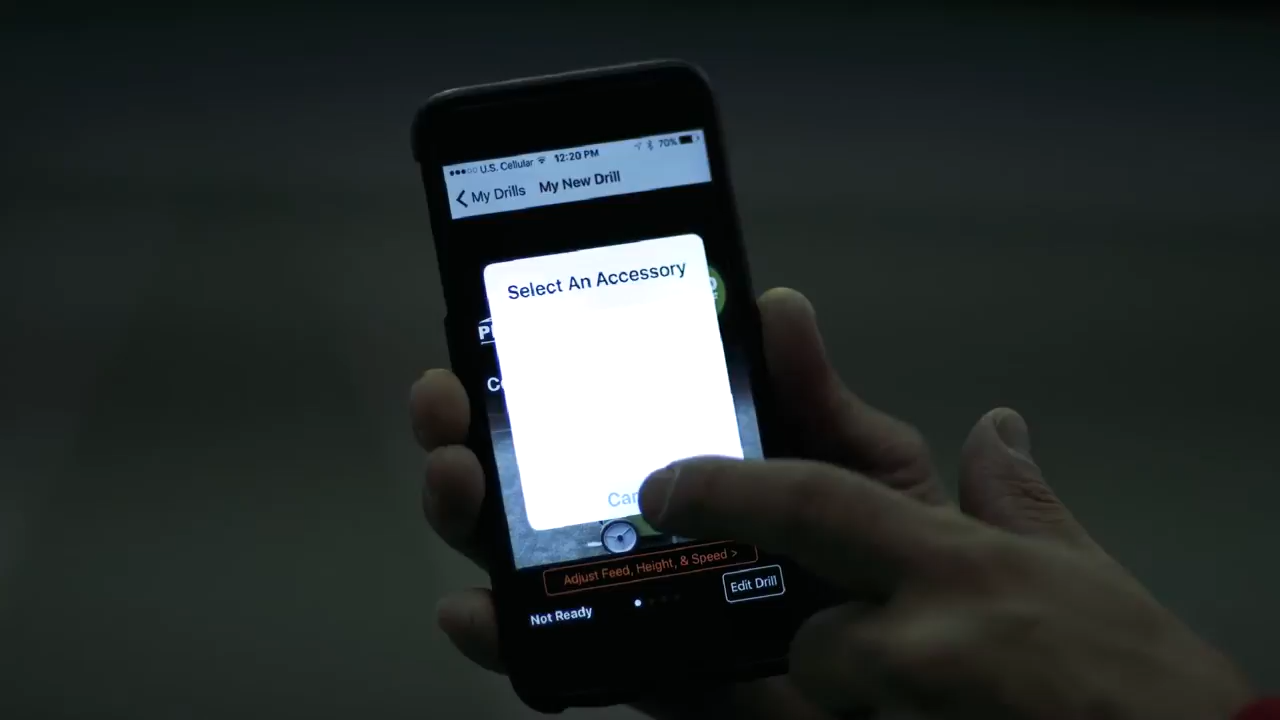 U.S. Cellular 12:20 PM 70%
My Drills My New Drill
Select An Accessory
Adjust Feed, Height, & Speed >
Edit Drill
Not Ready